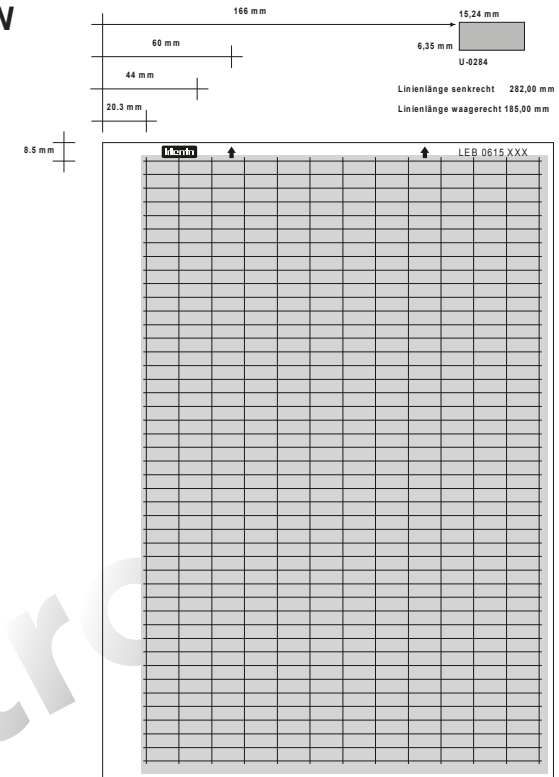 W
166 mm
15,24 mm
60 mm
6,35 mm
U-0284
44 mm
Linienlänge senkrecht 282,00 mm
20.3 mm
Linienlänge waagerecht 185,00 mm
8.5 mm
LEB 0615 XXX
cro